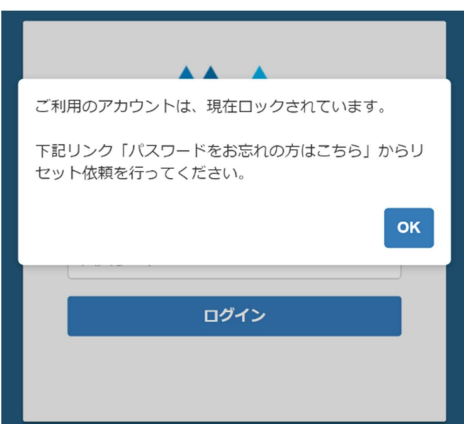 ご利用のアカウントは、現在ロックされています。
下記リンク「パスワードをお忘れの方はこちら」からリ
セット依頼を行ってください。
OK
ログイン